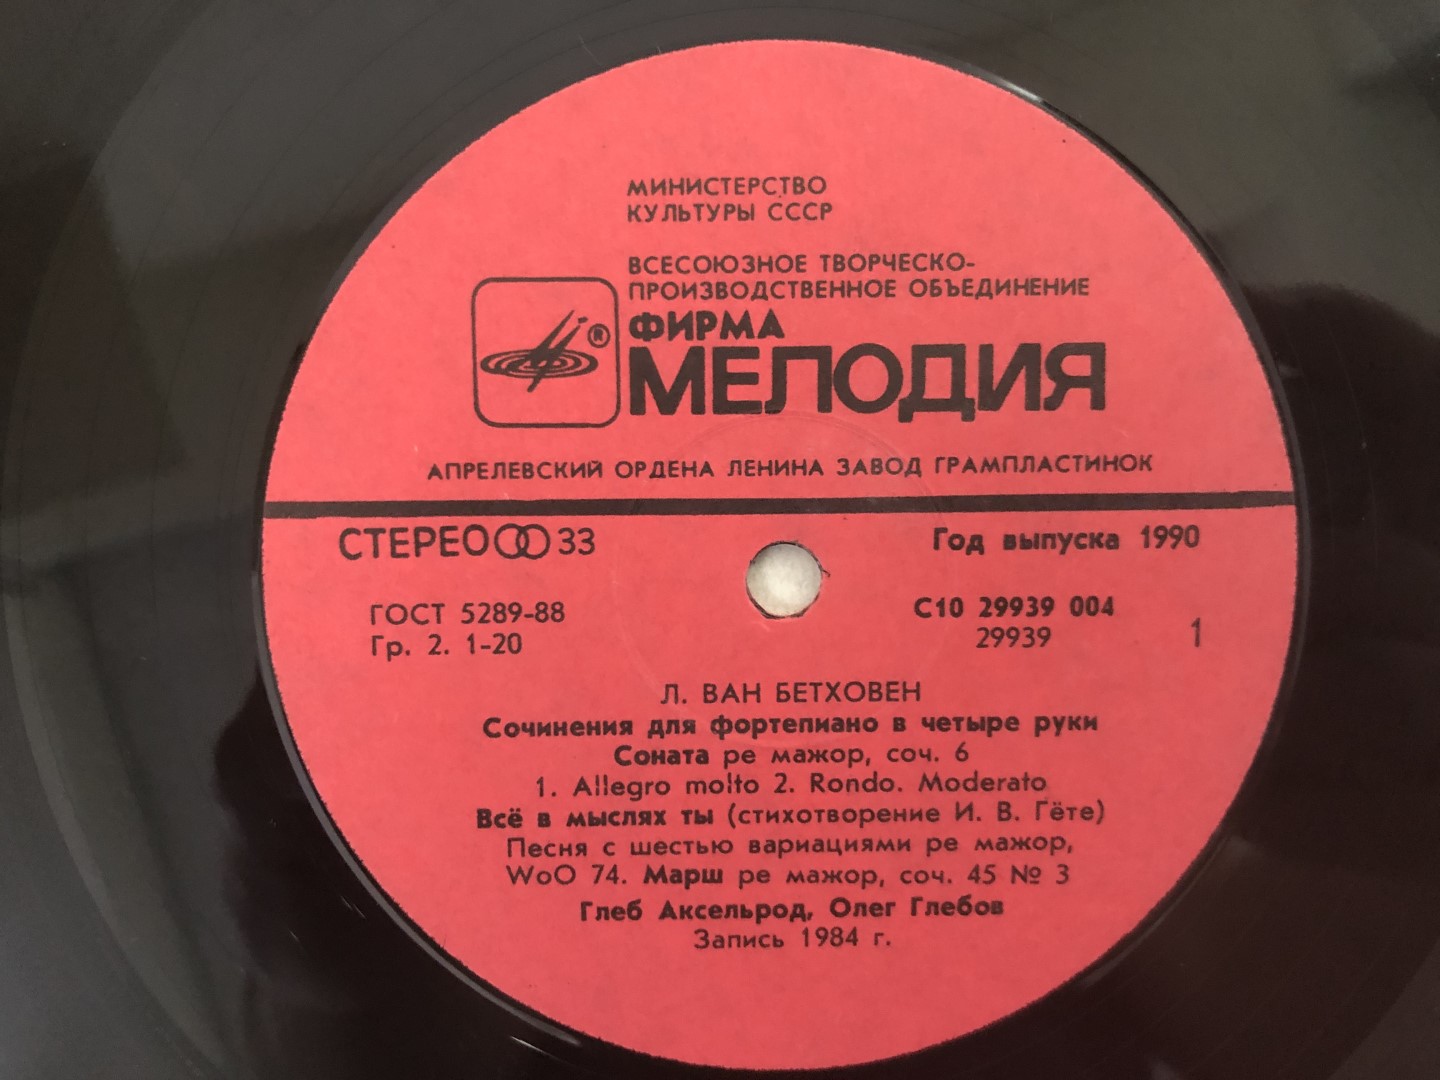 МИНИСТЕРСТВО
КУЛЬТУРЫ СССР
ВСЕСОЮЗНОЕ ТВОРЧЕСКО-
ПРОИЗВОДСТВЕННОЕ ОБЪЕДИНЕНИЕ
ФИРМА
®
МЕЛОДИЯ
АПРЕЛЕВСКИЙ ОРДЕНА ЛЕНИНА ЗАВОД ГРАМПЛАСТИНОК
СТЕРЕО 33
Год выпуска 1990
ГОСТ 5289-88
Гр. 2. 1-20
С10 29939 004
29939
1
Л. ВАН БЕТХОВЕН
Сочинения для фортепиано в четыре руки
Соната ре мажор, соч. 6
1. Allegro molto 2. Rondo. Moderato
Всё в мыслях ты (стихотворение И. В. Гёте)
Песня с шестью вариациями ре мажор,
WoO 74. Марш ре мажор, соч. 45 № 3
Глеб Аксельрод, Олег Глебов
Запись 1984 г.